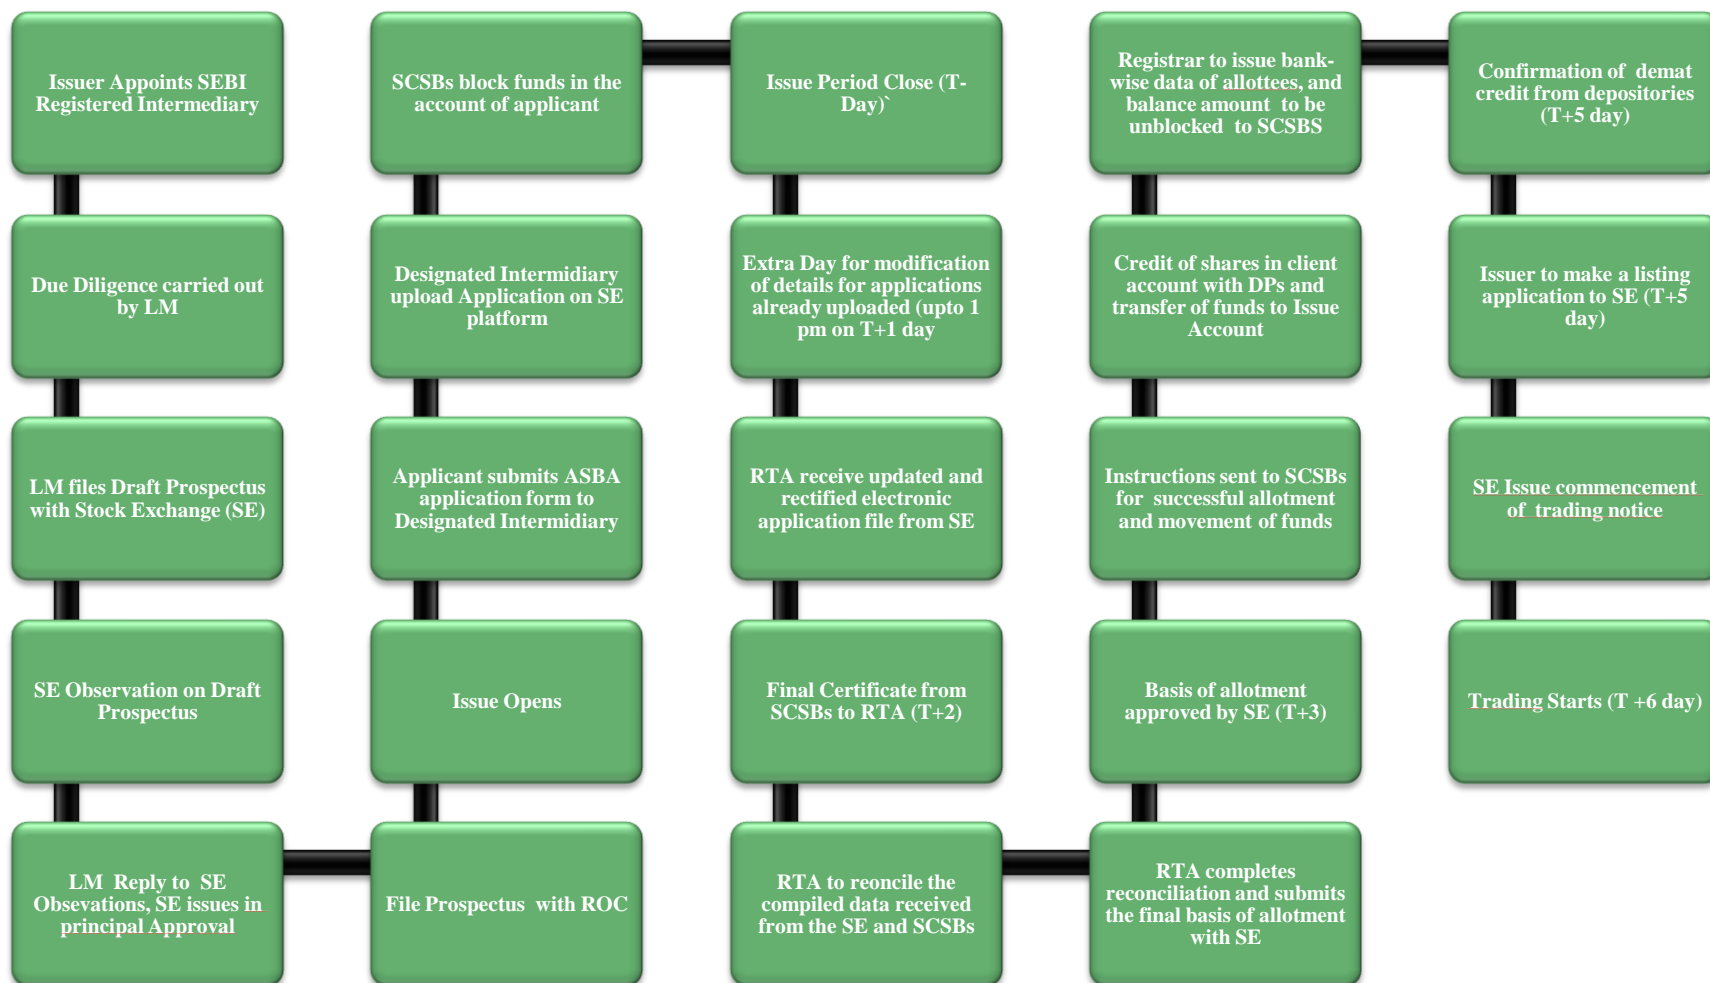 Issuer Appoints SEBI
Registered Intermediary
Due Diligence carried out
by LM
LM files Draft Prospectus
with Stock Exchange (SE)
SE Observation on Draft
Prospectus
LM  Reply to  SE
Obsevations, SE issues in
principal Approval
File Prospectus  with ROC
Issue Opens
Applicant submits ASBA
application form to
Designated Intermidiary
Designated Intermidiary
upload Application on SE
platform
SCSBs block funds in the
account of applicant
Issue Period Close (T-
Day)`
Extra Day for modification
of details for applications
already uploaded (upto 1
pm on T+1 day
RTA receive updated and
rectified electronic
application file from SE
Final Certificate from
SCSBs to RTA (T+2)
RTA to reconcile the
compiled data received
from the SE and SCSBs
RTA completes
reconciliation and submits
the final basis of allotment
with SE
Basis of allotment
approved by SE (T+3)
Instructions sent to SCSBs
for  successful allotment
and movement of funds
Credit of shares in client
account with DPs and
transfer of funds to Issue
Account
Registrar to issue bank-
wise data of allottees, and
balance amount  to be
unblocked  to SCSBS
Confirmation of  demat
credit from depositories
(T+5 day)
Issuer to make a listing
application to SE (T+5
day)
SE Issue commencement
of  trading notice
Trading Starts (T +6 day)